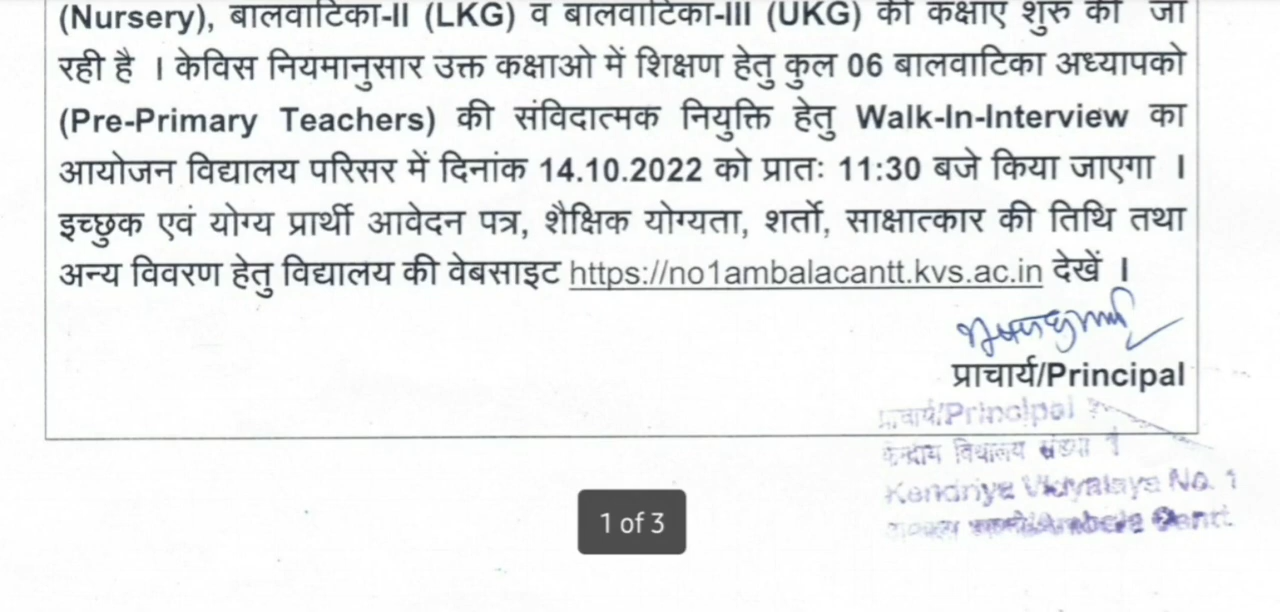 (Nursery), बालवाटिका-II (LKG) व बालवाटिका-III (UKG) की कक्षाएं शुरु की जा
रही है । केविस नियमानुसार उक्त कक्षाओ में शिक्षण हेतु कुल 06 बालवाटिका अध्यापको
(Pre-Primary Teachers) की संविदात्मक नियुक्ति हेतु Walk-In-Interview का
आयोजन विद्यालय परिसर में दिनांक 14.10.2022 को प्रातः 11:30 बजे किया जाएगा ।
इच्छुक एवं योग्य प्रार्थी आवेदन पत्र, शैक्षिक योग्यता, शर्तो, साक्षात्कार की तिथि तथा
अन्य विवरण हेतु विद्यालय की वेबसाइट https://no1ambalacantt.kvs.ac.in देखें ।
प्राचार्य/Principal
प्राचार्य/Principal
केन्द्रीय विद्यालय संख्या 1
Kendriya Vidyalaya No. 1
Ambala Cantt.
1 of 3